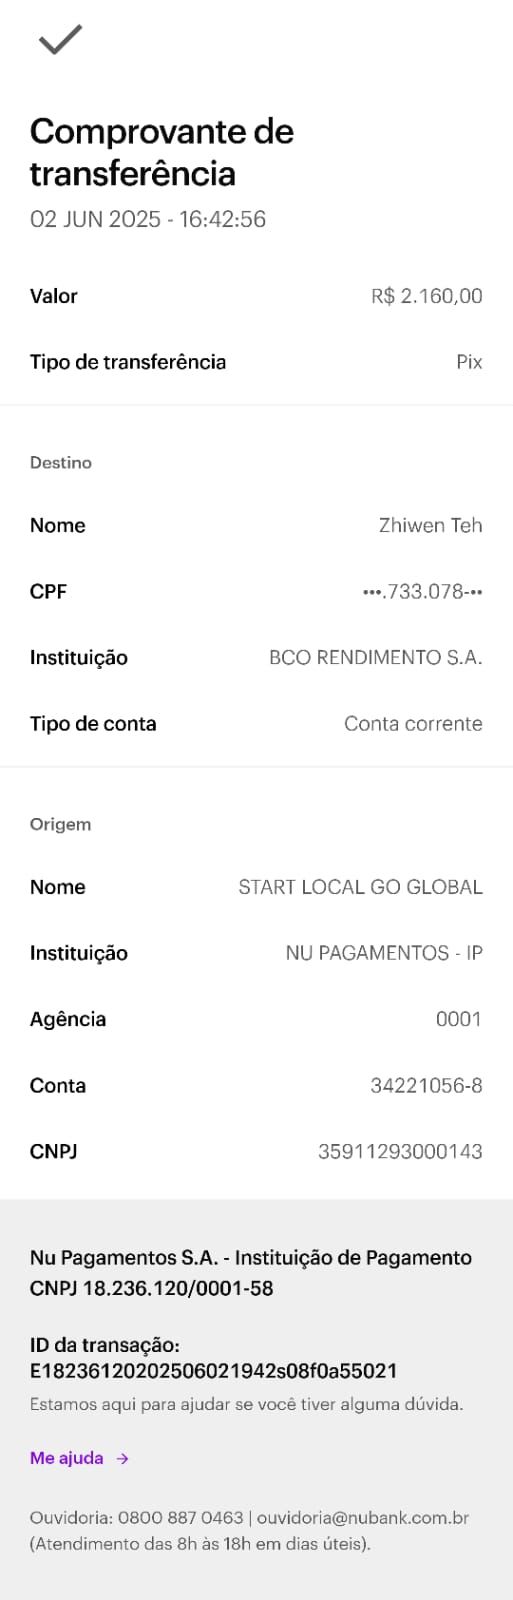 Comprovante de
transferência
02 JUN 2025 - 16:42:56
Valor R$ 2.160,00
Tipo de transferência Pix
Destino
Nome Zhiwen Teh
CPF •••.733.078-••
Instituição BCO RENDIMENTO S.A.
Tipo de conta Conta corrente
Origem
Nome START LOCAL GO GLOBAL
Instituição NU PAGAMENTOS - IP
Agência 0001
Conta 34221056-8
CNPJ 35911293000143
Nu Pagamentos S.A. - Instituição de Pagamento
CNPJ 18.236.120/0001-58
ID da transação:
E18236120202506021942s08f0a55021
Estamos aqui para ajudar se você tiver alguma dúvida.
Me ajuda →
Ouvidoria: 0800 887 0463 | ouvidoria@nubank.com.br
(Atendimento das 8h às 18h em dias úteis).